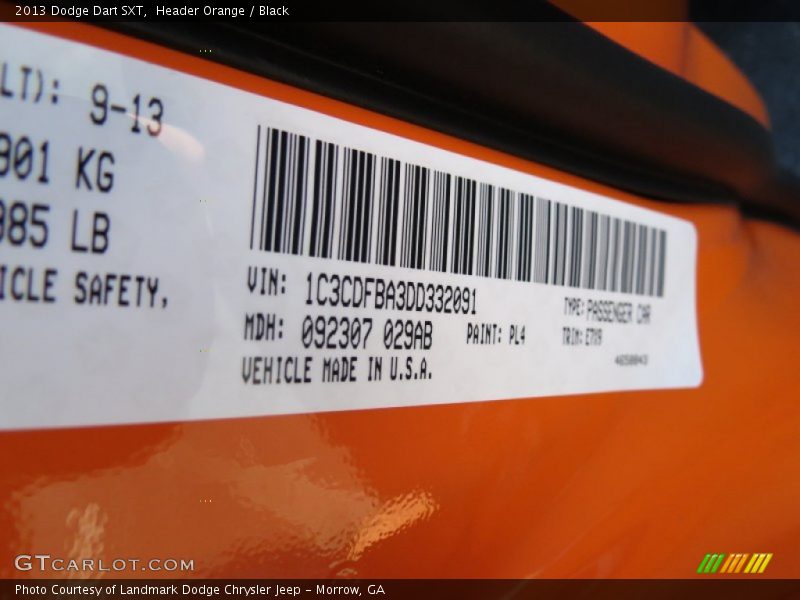 2013 Dodge Dart SXT, Header Orange / Black
LT): 9-13
901 KG
985 LB
ICLE SAFETY,
VIN: 1C3CDFBA3DD332091
MDH: 092307 029AB
PAINT: PL4
TYPE: PASSENGER CAR
TRIM: E7X9
VEHICLE MADE IN U.S.A.
GTCARLOT.COM
Photo Courtesy of Landmark Dodge Chrysler Jeep - Morrow, GA